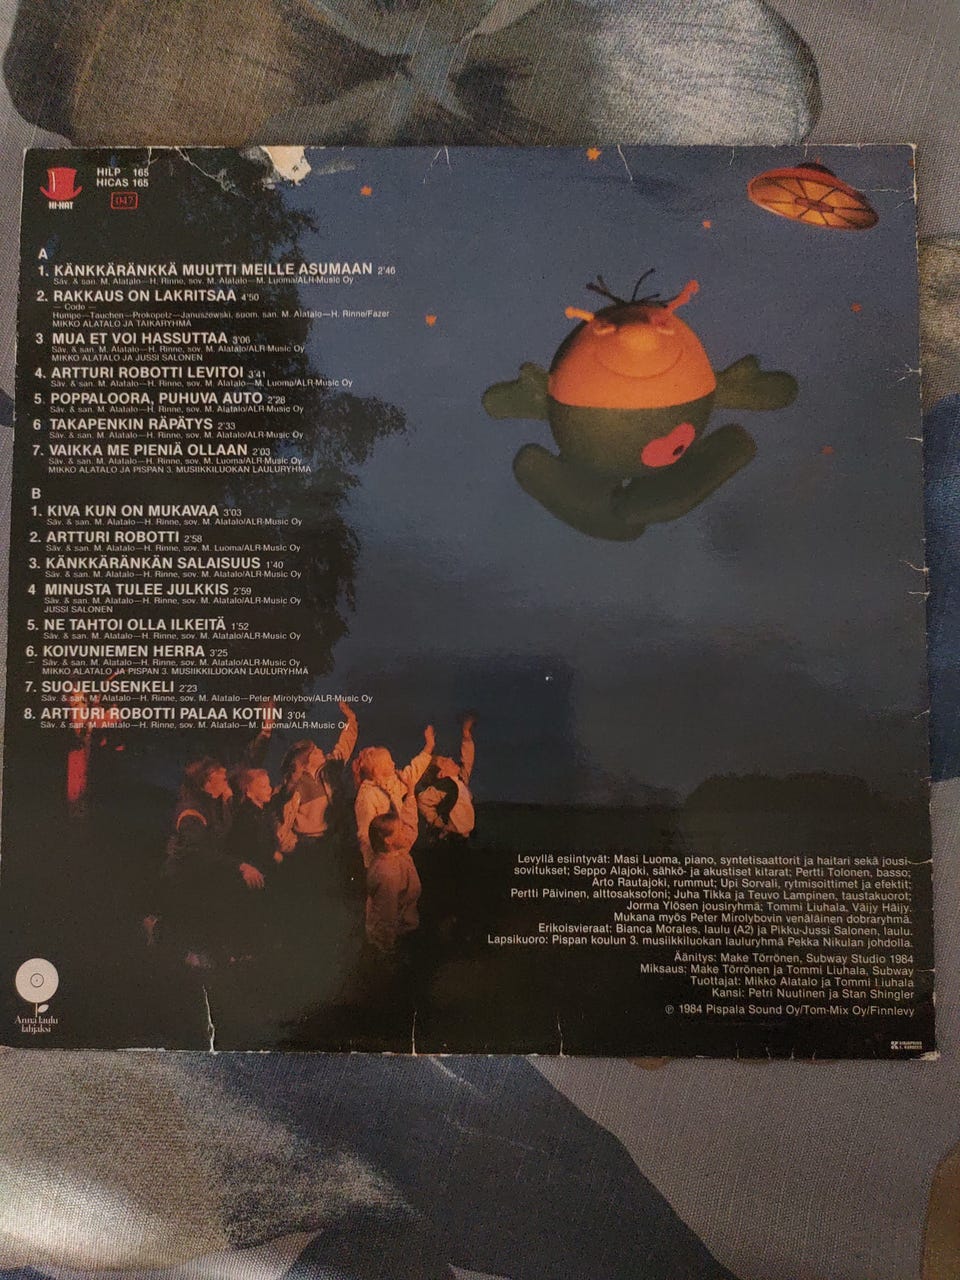 HI-HAT
HILP 165
HICAS 165
047
A
1. KÄNKKÄRÄNKKÄ MUUTTI MEILLE ASUMAAN 2'46
Säv. & san. M. Alatalo—H. Rinne, sov. M. Alatalo—M. Luoma/ALR-Music Oy
2. RAKKAUS ON LAKRITSAA 4'50
— Codo —
Humpe—Tauchen—Prokopetz—Januszewski, suom. san. M. Alatalo—H. Rinne/Fazer
MIKKO ALATALO JA TAIKARYHMÄ
3 MUA ET VOI HASSUTTAA 3'06
Säv. & san. M. Alatalo—H. Rinne, sov. M. Alatalo/ALR-Music Oy
MIKKO ALATALO JA JUSSI SALONEN
4. ARTTURI ROBOTTI LEVITOI 3'41
Säv. & san. M. Alatalo—H. Rinne, sov. M. Alatalo—M. Luoma/ALR-Music Oy
5. POPPALOORA, PUHUVA AUTO 2'28
Säv. & san. M. Alatalo—H. Rinne, sov. M. Alatalo/ALR-Music Oy
6 TAKAPENKIN RÄPÄTYS 2'33
Säv. & san. M. Alatalo—H. Rinne, sov. M. Alatalo/ALR-Music Oy
7. VAIKKA ME PIENIÄ OLLAAN 2'03
Säv. & san. M. Alatalo—H. Rinne, sov. M. Luoma/ALR-Music Oy
MIKKO ALATALO JA PISPAN 3. MUSIIKKILUOKAN LAULURYHMÄ
B
1. KIVA KUN ON MUKAVAA 3'03
Säv. & san. M. Alatalo—H. Rinne, sov. M. Alatalo/ALR-Music Oy
2. ARTTURI ROBOTTI 2'58
Säv. & san. M. Alatalo—H. Rinne, sov. M. Luoma/ALR-Music Oy
3. KÄNKKÄRÄNKÄN SALAISUUS 1'40
Säv. & san. M. Alatalo—H. Rinne, sov. M. Alatalo/ALR-Music Oy
4 MINUSTA TULEE JULKKIS 2'59
Säv. & san. M. Alatalo—H. Rinne, sov. M. Alatalo/ALR-Music Oy
JUSSI SALONEN
5. NE TAHTOI OLLA ILKEITÄ 1'52
Säv. & san. M. Alatalo—H. Rinne, sov. M. Alatalo/ALR-Music Oy
6. KOIVUNIEMEN HERRA 3'25
Säv. & san. M. Alatalo—H. Rinne, sov. M. Alatalo/ALR-Music Oy
MIKKO ALATALO JA PISPAN 3. MUSIIKKILUOKAN LAULURYHMÄ
7. SUOJELUSENKELI 2'23
Säv. & san. M. Alatalo—H. Rinne, sov. M. Alatalo—Peter Mirolybov/ALR-Music Oy
8. ARTTURI ROBOTTI PALAA KOTIIN 3'04
Säv. & san. M. Alatalo—H. Rinne, sov. M. Alatalo—M. Luoma/ALR-Music Oy
Levyllä esiintyvät: Masi Luoma, piano, syntetisaattorit ja haitari sekä jousi-
sovitukset; Seppo Alajoki, sähkö- ja akustiset kitarat; Pertti Tolonen, basso;
Arto Rautajoki, rummut; Upi Sorvali, rytmisoittimet ja efektit;
Pertti Päivinen, alttosaksofoni; Juha Tikka ja Teuvo Lampinen, taustakuorot;
Jorma Ylösen jousiryhmä; Tommi Liuhala, Väijy Häijy.
Mukana myös Peter Mirolybovin venäläinen dobraryhmä.
Erikoisvieraat: Bianca Morales, laulu (A2) ja Pikku-Jussi Salonen, laulu.
Lapsikuoro: Pispan koulun 3. musiikkiluokan lauluryhmä Pekka Nikulan johdolla.
Äänitys: Make Törrönen, Subway Studio 1984
Miksaus: Make Törrönen ja Tommi Liuhala, Subway
Tuottajat: Mikko Alatalo ja Tommi Liuhala
Kansi: Petri Nuutinen ja Stan Shingler
℗ 1984 Pispala Sound Oy/Tom-Mix Oy/Finnlevy
Anna laulu
lahjaksi